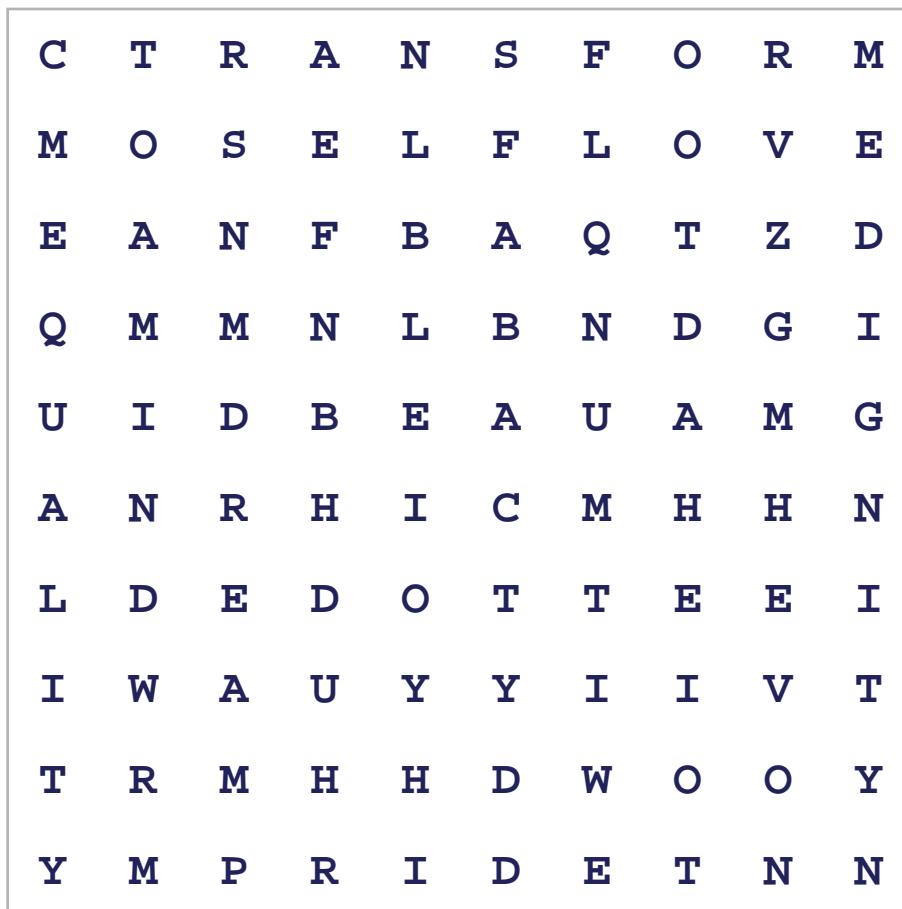 C T R A N S F O R M
M O S E L F L O V E
E A N F B A Q T Z D
Q M M N L B N D G I
U I D B E A U A M G
A N R H I C M H H N
L D E D O T T E E I
I W A U Y Y I I V T
T R M H H D W O O Y
Y M P R I D E T N N